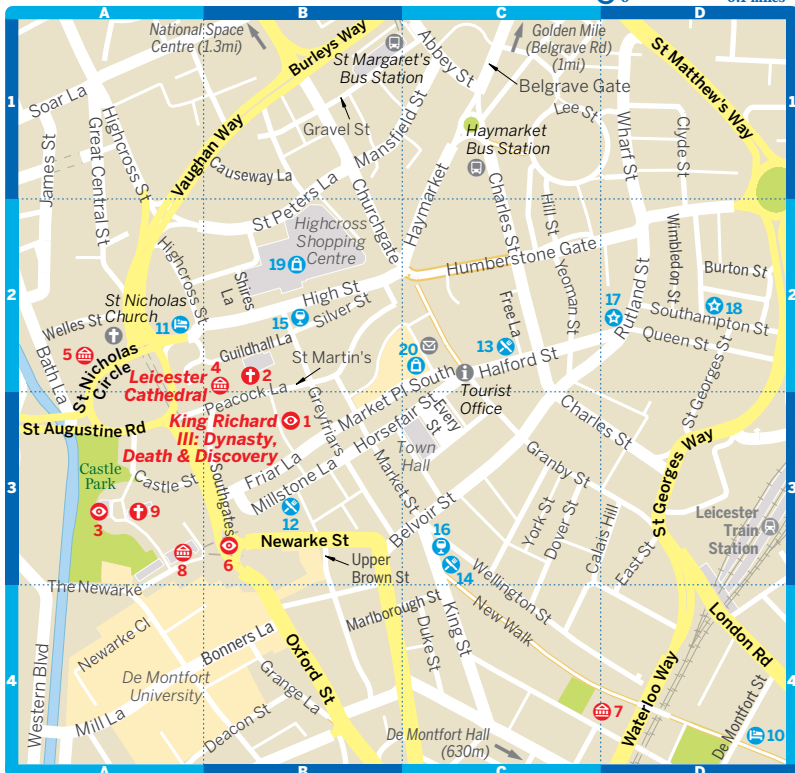 0 0.1 miles
A B C D
National Space
Centre (1.3mi)
Burleys Way
St Margaret's
Bus Station
Abbey St
Golden Mile
(Belgrave Rd)
(1mi)
Belgrave Gate
St Matthew's Way
1
1
Soar La
Highcross St
Great Central St
James St
Vaughan Way
Gravel St
Mansfield St
Lee St
Haymarket
Bus Station
Wharf St
Clyde St
Causeway La
St Peters La
Churchgate
Haymarket
Charles St
Hill St
Highcross
Shopping
Centre
19
Humberstone Gate
Yeoman St
Wimbledon St
Burton St
2
2
Highcross St
Shires
La
High St
Silver St
15
Free La
Rutland St
17
18
Southampton St
Queen St
St Nicholas
Church
Welles St
11
5
Bath La
St Nicholas
Circle
Guildhall La
4
2
Leicester
Cathedral
St Martin's
20
13
Halford St
Tourist
Office
St Georges St
Peacock La
King Richard
III: Dynasty,
Death & Discovery
1
Greyfriars
Market Pl South
Horsefair St
Every
St
Town
Hall
Charles St
St Augustine Rd
Castle
Park
Castle St
Southgates
Friar La
Millstone La
Market St
Granby St
St Georges Way
3
3
3
9
12
Belvoir St
York St
Dover St
Calais Hill
East St
Leicester
Train
Station
8
6
Newarke St
Upper
Brown St
16
14
Wellington St
The Newarke
New Walk
Marlborough St
King St
Duke St
London Rd
Newarke Cl
Bonners La
Oxford St
De Montfort
University
Grange La
Western Blvd
Mill La
Deacon St
De Montfort Hall
(630m)
Waterloo Way
7
De Montfort St
10
4
4
A B C D